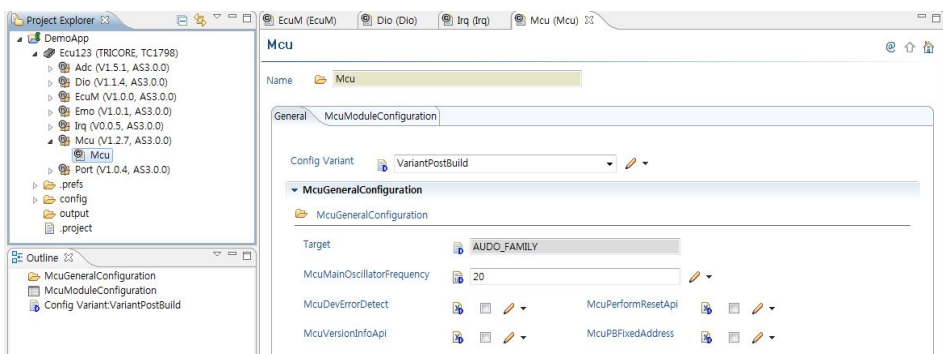 Project Explorer
DemoApp
Ecu123 (TRICORE, TC1798)
Adc (V1.5.1, AS3.0.0)
Dio (V1.1.4, AS3.0.0)
EcuM (V1.0.0, AS3.0.0)
Emo (V1.0.1, AS3.0.0)
Irq (V0.0.5, AS3.0.0)
Mcu (V1.2.7, AS3.0.0)
Mcu
Port (V1.0.4, AS3.0.0)
.prefs
config
output
.project
Outline
McuGeneralConfiguration
McuModuleConfiguration
Config Variant:VariantPostBuild
EcuM (EcuM) Dio (Dio) Irq (Irq) Mcu (Mcu)
Mcu
Name Mcu
General McuModuleConfiguration
Config Variant VariantPostBuild
McuGeneralConfiguration
McuGeneralConfiguration
Target AUDO_FAMILY
McuMainOscillatorFrequency 20
McuDevErrorDetect McuPerformResetApi
McuVersionInfoApi McuPBFixedAddress